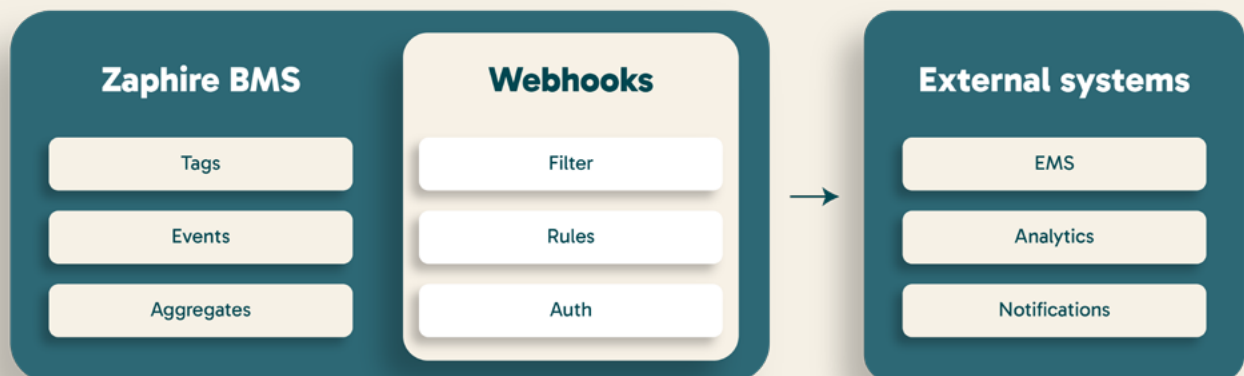 Zaphire BMS
Tags
Events
Aggregates
Webhooks
Filter
Rules
Auth
External systems
EMS
Analytics
Notifications